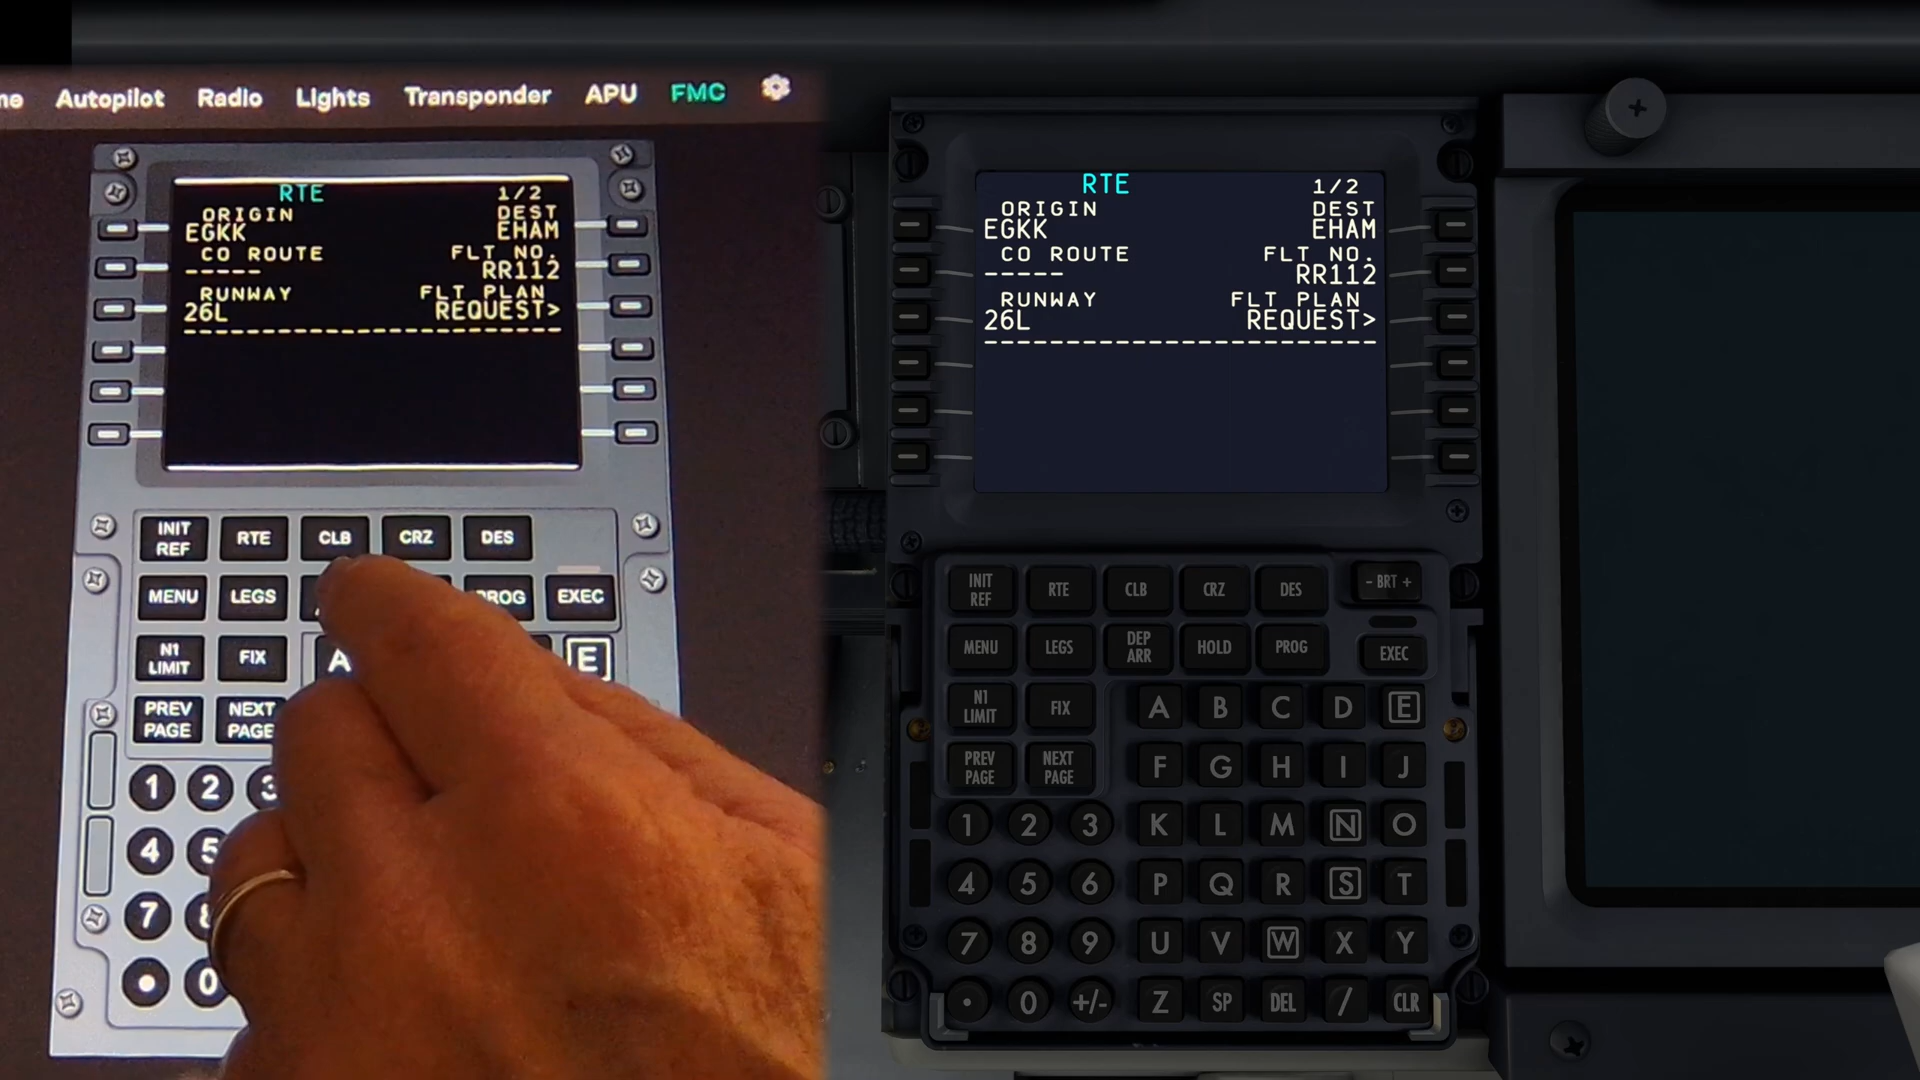 ne Autopilot Radio Lights Transponder APU FMC
RTE 1/2
ORIGIN DEST
EGKK EHAM
CO ROUTE FLT NO.
----- RR112
RUNWAY FLT PLAN
26L REQUEST>
------------------------
INIT REF RTE CLB CRZ DES
MENU LEGS PROG EXEC
N1 LIMIT FIX A E
PREV PAGE NEXT PAGE
1 2 3
4 5
7 8
0
RTE 1/2
ORIGIN DEST
EGKK EHAM
CO ROUTE FLT NO.
----- RR112
RUNWAY FLT PLAN
26L REQUEST>
------------------------
INIT REF RTE CLB CRZ DES - BRT +
MENU LEGS DEP ARR HOLD PROG EXEC
N1 LIMIT FIX A B C D E
PREV PAGE NEXT PAGE F G H I J
1 2 3 K L M N O
4 5 6 P Q R S T
7 8 9 U V W X Y
. 0 +/- Z SP DEL / CLR